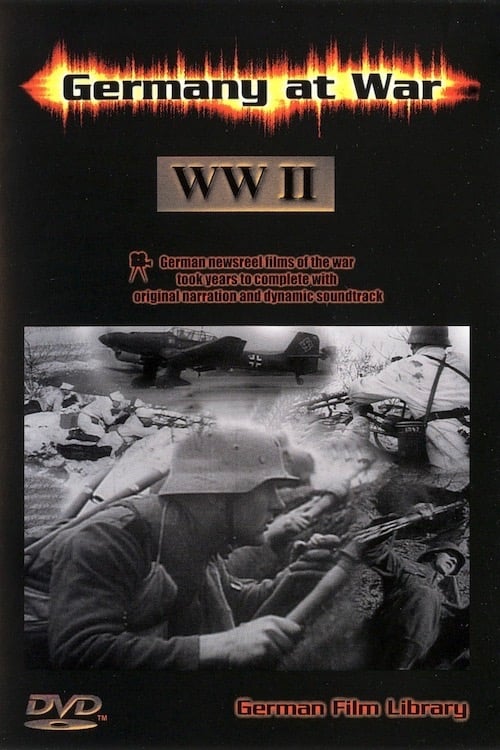 Germany at War
WW II
German newsreel films of the war
took years to complete with
original narration and dynamic soundtrack
DVD TM
German Film Library